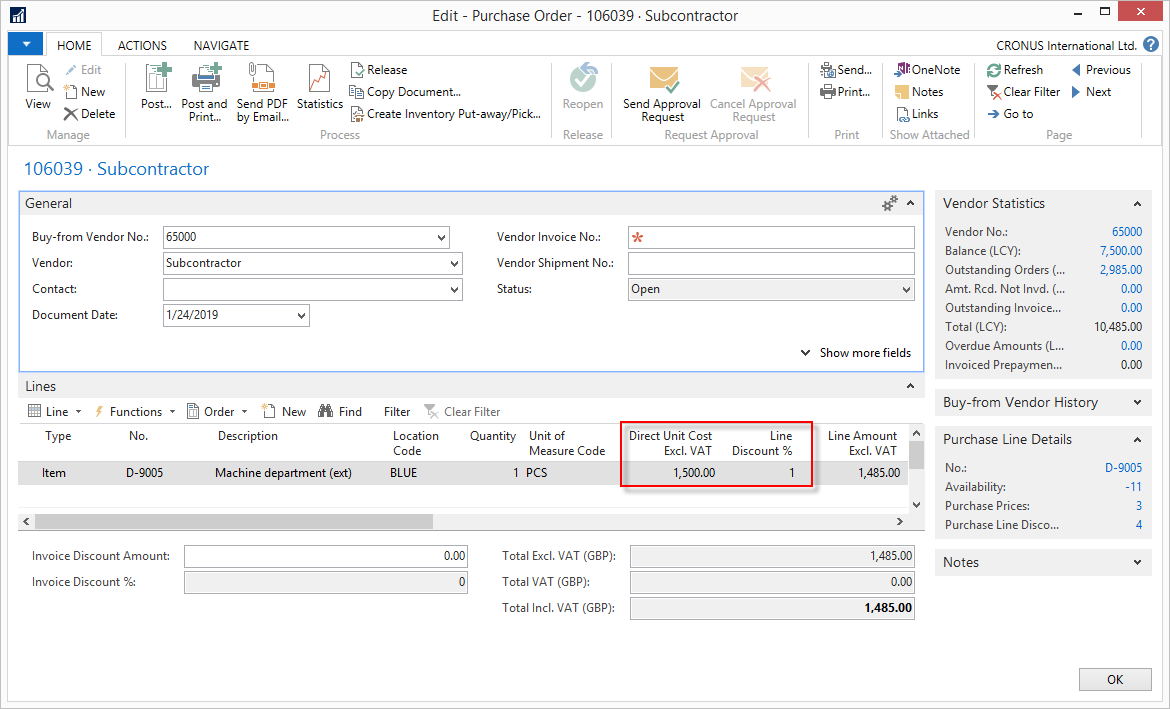 Edit - Purchase Order - 106039 · Subcontractor
HOME ACTIONS NAVIGATE
CRONUS International Ltd.
View
Edit
New
Delete
Manage
Post...
Post and Print...
Send PDF by Email...
Statistics
Release
Copy Document...
Create Inventory Put-away/Pick...
Process
Reopen
Release
Send Approval Request
Cancel Approval Request
Request Approval
Send...
Print...
Print
OneNote
Notes
Links
Show Attached
Refresh
Clear Filter
Go to
Previous
Next
Page
106039 · Subcontractor
General
Buy-from Vendor No.: 65000
Vendor: Subcontractor
Contact:
Document Date: 1/24/2019
Vendor Invoice No.: *
Vendor Shipment No.:
Status: Open
Show more fields
Lines
Line Functions Order New Find Filter Clear Filter
Type No. Description Location Code Quantity Unit of Measure Code Direct Unit Cost Excl. VAT Line Discount % Line Amount Excl. VAT
Item D-9005 Machine department (ext) BLUE 1 PCS 1,500.00 1 1,485.00
Invoice Discount Amount: 0.00
Invoice Discount %: 0
Total Excl. VAT (GBP): 1,485.00
Total VAT (GBP): 0.00
Total Incl. VAT (GBP): 1,485.00
Vendor Statistics
Vendor No.: 65000
Balance (LCY): 7,500.00
Outstanding Orders (... 2,985.00
Amt. Rcd. Not Invd. (... 0.00
Outstanding Invoice... 0.00
Total (LCY): 10,485.00
Overdue Amounts (L... 0.00
Invoiced Prepaymen... 0.00
Buy-from Vendor History
Purchase Line Details
No.: D-9005
Availability: -11
Purchase Prices: 3
Purchase Line Disco... 4
Notes
OK